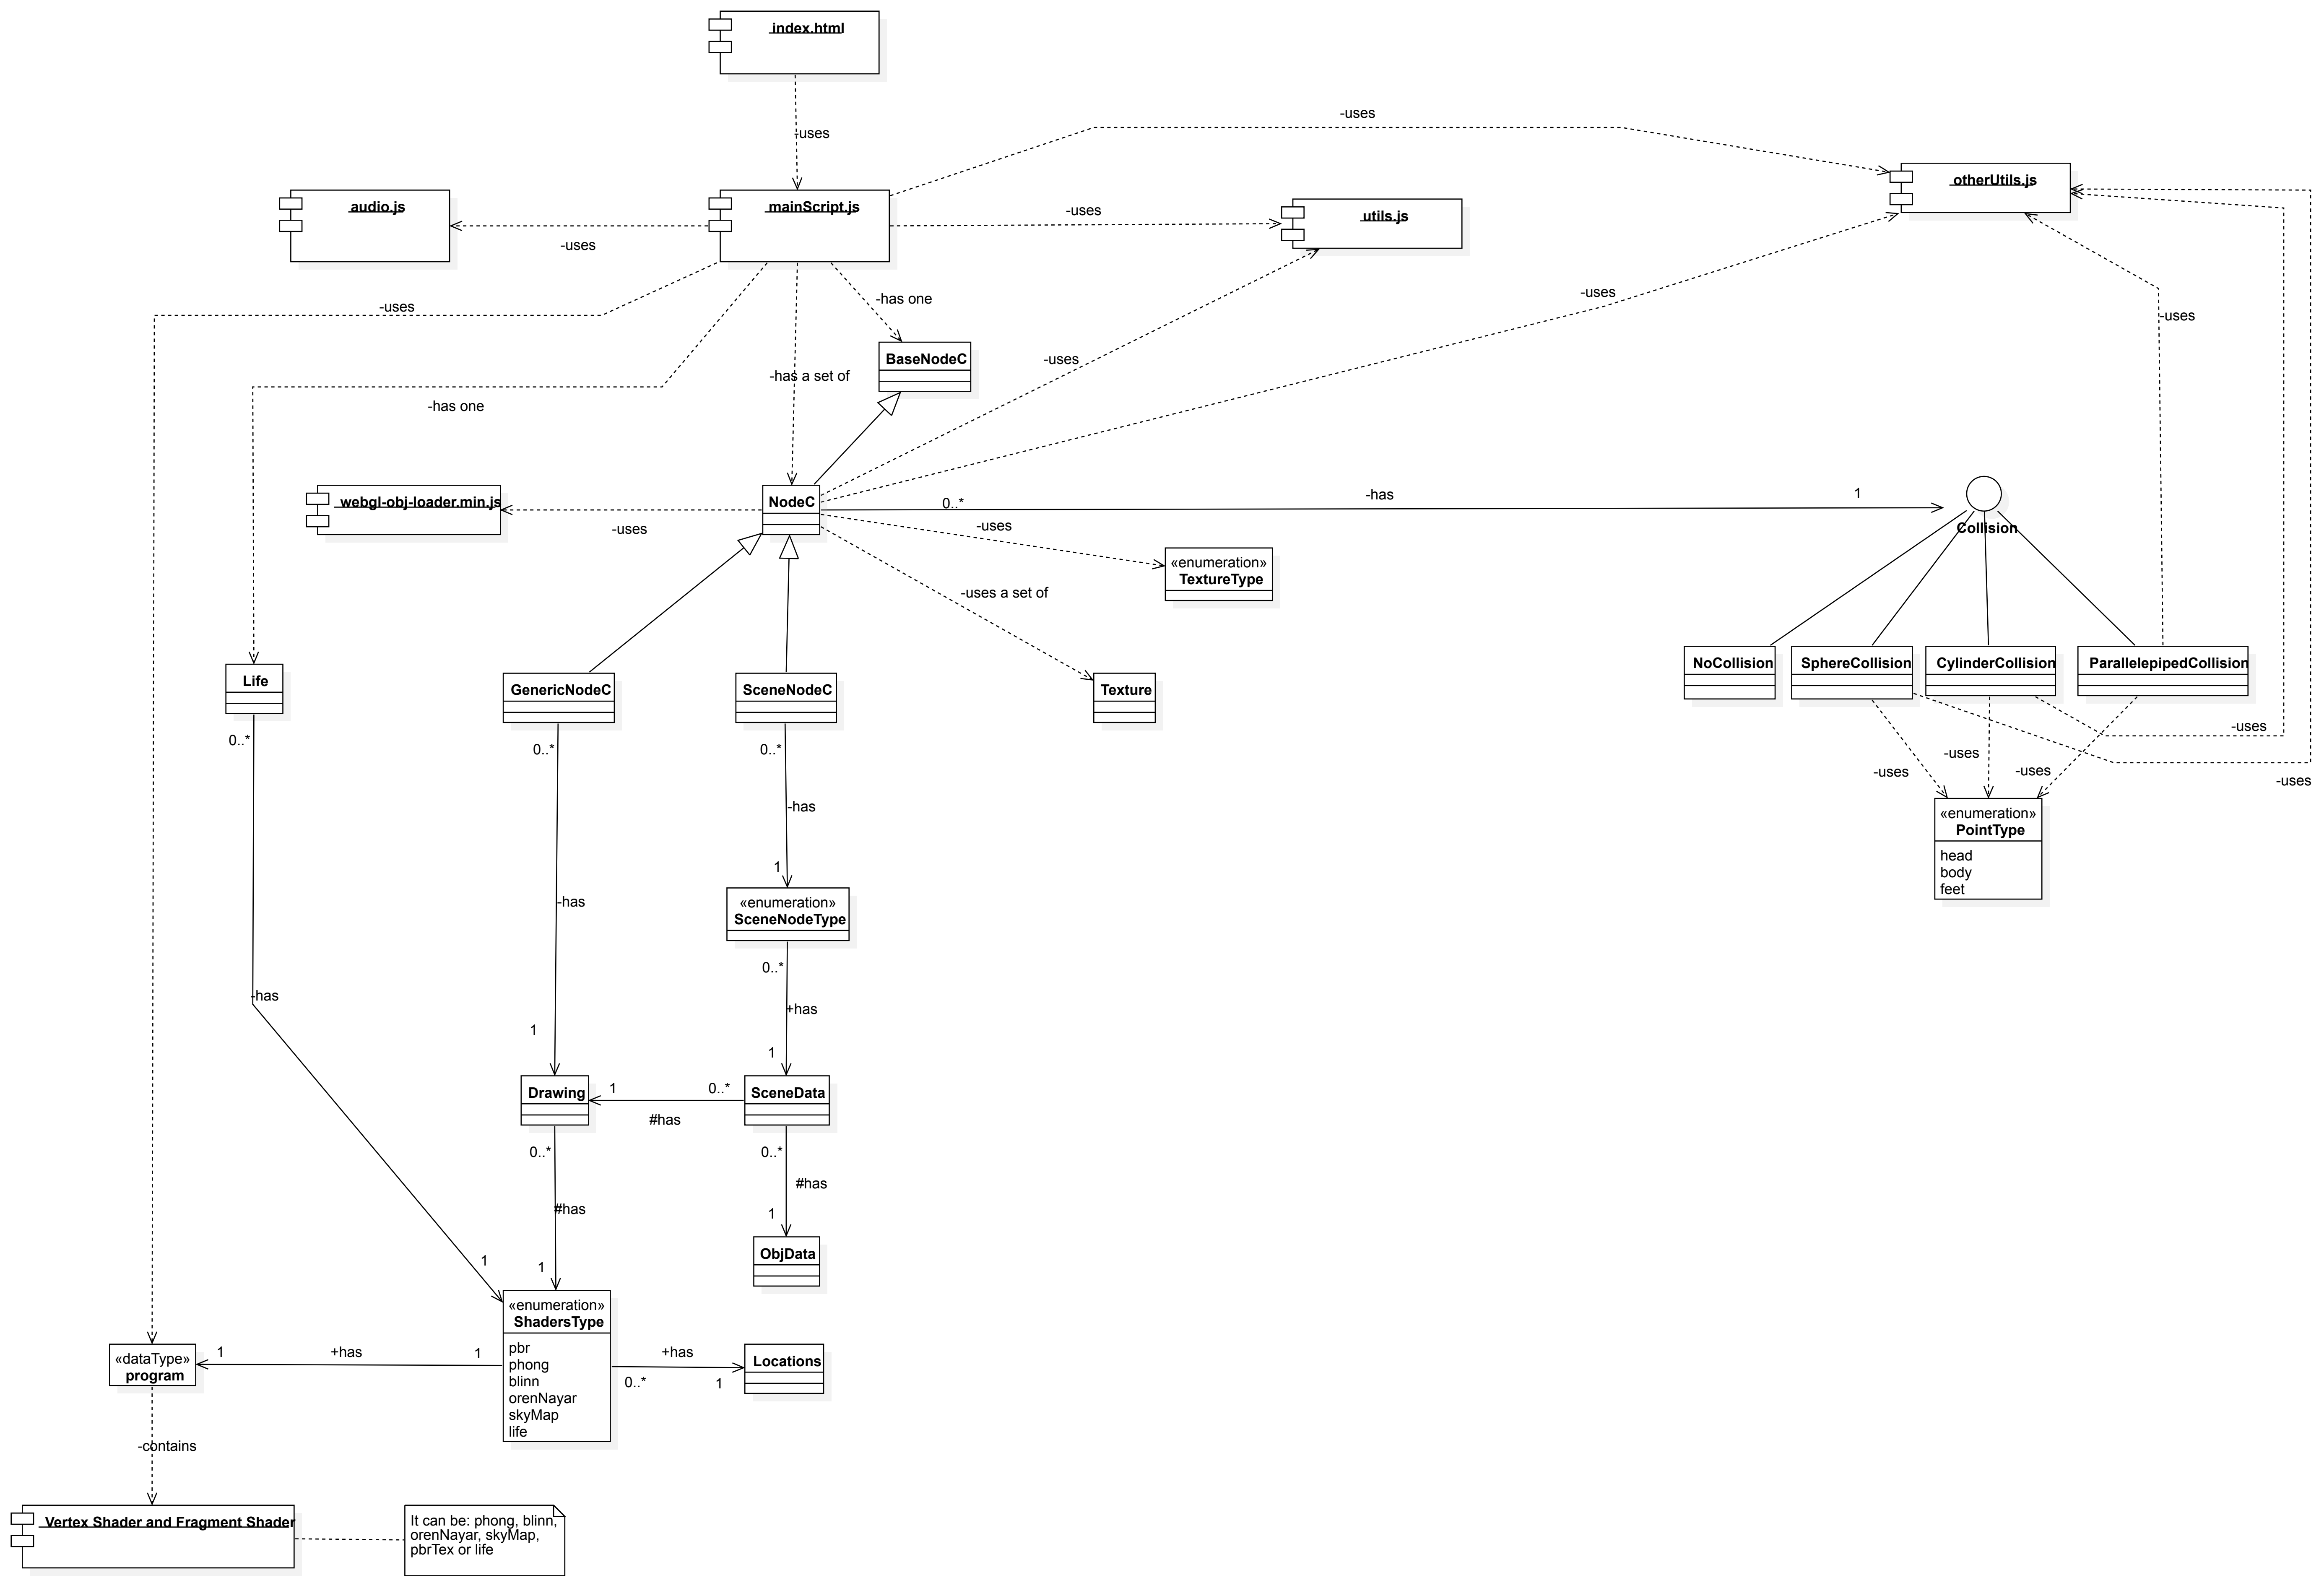 index.html
-uses
-uses
otherUtils.js
audio.js
mainScript.js
utils.js
-uses
-uses
-has one
-uses
-uses
-uses
BaseNodeC
-uses
-has a set of
-has one
webgl-obj-loader.min.js
NodeC
0..*
-has
1
-uses
-uses
Collision
«enumeration»
TextureType
-uses a set of
Life
GenericNodeC
SceneNodeC
Texture
NoCollision
SphereCollision
CylinderCollision
ParallelepipedCollision
0..*
0..*
0..*
-uses
-uses
-uses
-uses
-uses
-has
1
«enumeration»
PointType
head
body
feet
«enumeration»
SceneNodeType
-has
0..*
-has
+has
1
1
Drawing
1
0..*
SceneData
#has
0..*
0..*
#has
#has
1
ObjData
1
1
«enumeration»
ShadersType
pbr
phong
blinn
orenNayar
skyMap
life
«dataType»
program
1
+has
1
+has
0..*
1
Locations
-contains
Vertex Shader and Fragment Shader
It can be: phong, blinn,
orenNayar, skyMap,
pbrTex or life